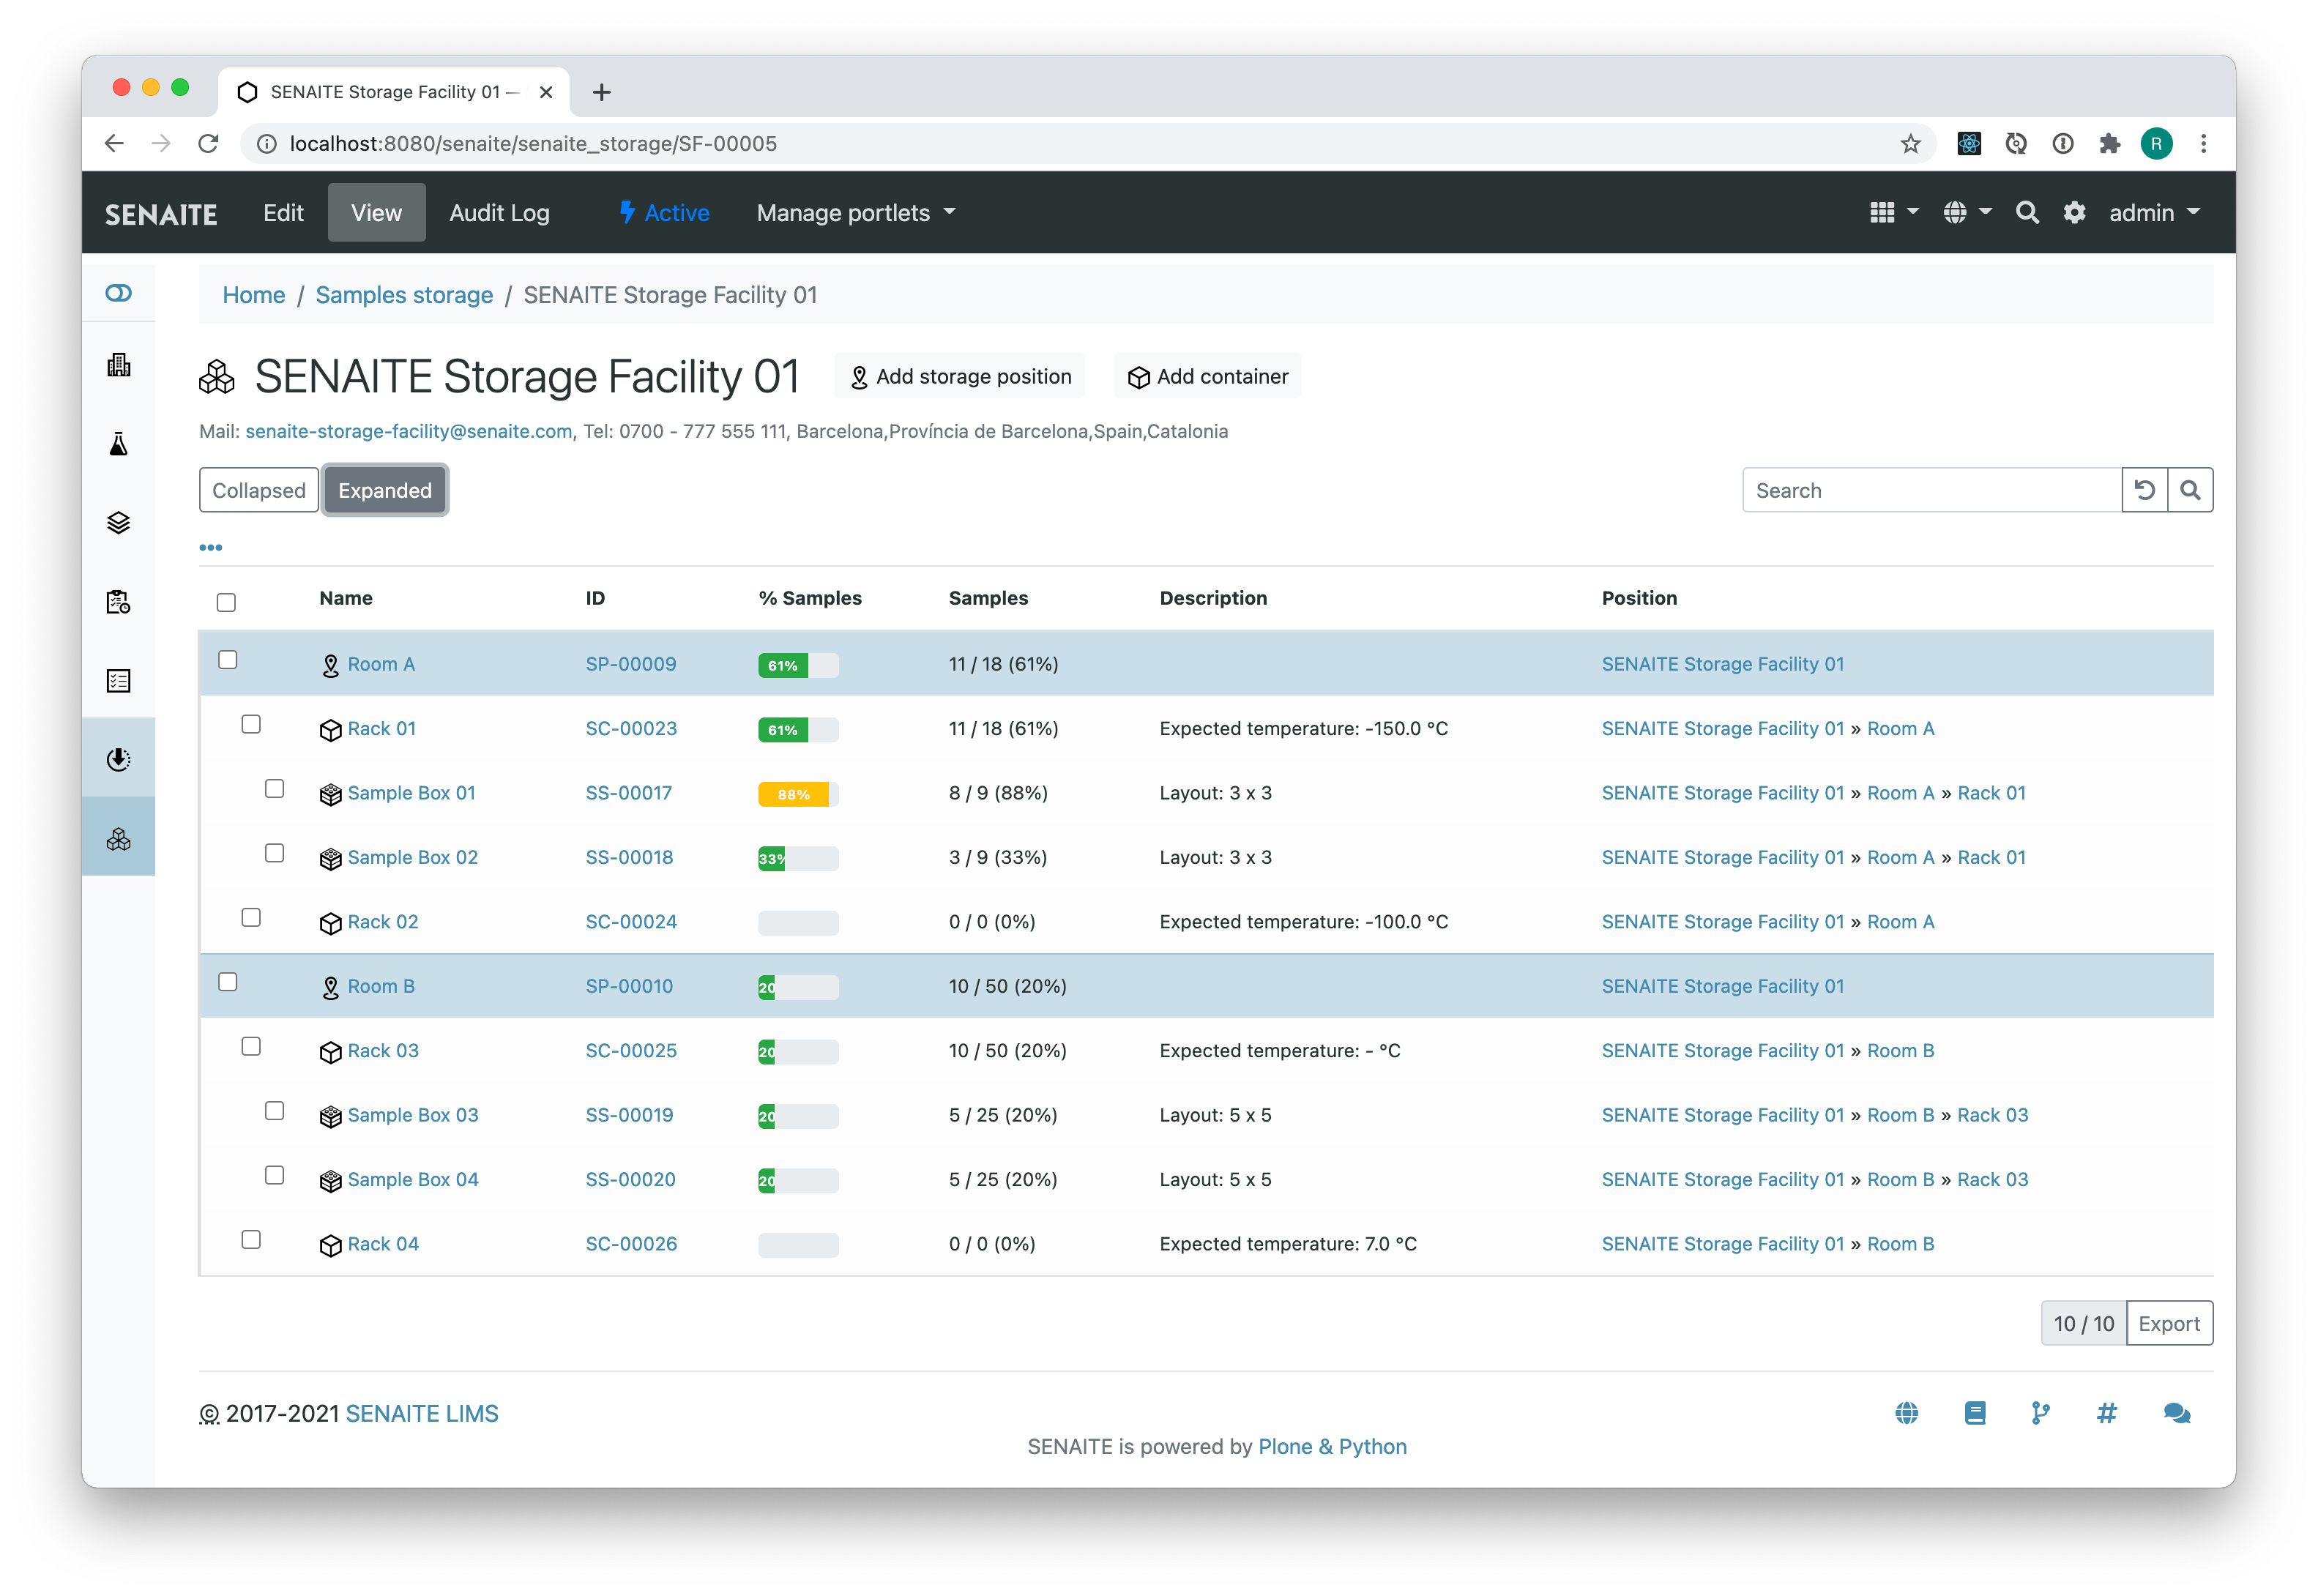 SENAITE Storage Facility 01 —
localhost:8080/senaite/senaite_storage/SF-00005
R
SENAITE Edit View Audit Log Active Manage portlets admin
Home / Samples storage / SENAITE Storage Facility 01
SENAITE Storage Facility 01 Add storage position Add container
Mail: senaite-storage-facility@senaite.com, Tel: 0700 - 777 555 111, Barcelona,Província de Barcelona,Spain,Catalonia
Collapsed Expanded Search
Name ID % Samples Samples Description Position
Room A SP-00009 61% 11 / 18 (61%) SENAITE Storage Facility 01
Rack 01 SC-00023 61% 11 / 18 (61%) Expected temperature: -150.0 °C SENAITE Storage Facility 01 » Room A
Sample Box 01 SS-00017 88% 8 / 9 (88%) Layout: 3 x 3 SENAITE Storage Facility 01 » Room A » Rack 01
Sample Box 02 SS-00018 33% 3 / 9 (33%) Layout: 3 x 3 SENAITE Storage Facility 01 » Room A » Rack 01
Rack 02 SC-00024 0 / 0 (0%) Expected temperature: -100.0 °C SENAITE Storage Facility 01 » Room A
Room B SP-00010 20 10 / 50 (20%) SENAITE Storage Facility 01
Rack 03 SC-00025 20 10 / 50 (20%) Expected temperature: - °C SENAITE Storage Facility 01 » Room B
Sample Box 03 SS-00019 20 5 / 25 (20%) Layout: 5 x 5 SENAITE Storage Facility 01 » Room B » Rack 03
Sample Box 04 SS-00020 20 5 / 25 (20%) Layout: 5 x 5 SENAITE Storage Facility 01 » Room B » Rack 03
Rack 04 SC-00026 0 / 0 (0%) Expected temperature: 7.0 °C SENAITE Storage Facility 01 » Room B
10 / 10 Export
© 2017-2021 SENAITE LIMS
SENAITE is powered by Plone & Python